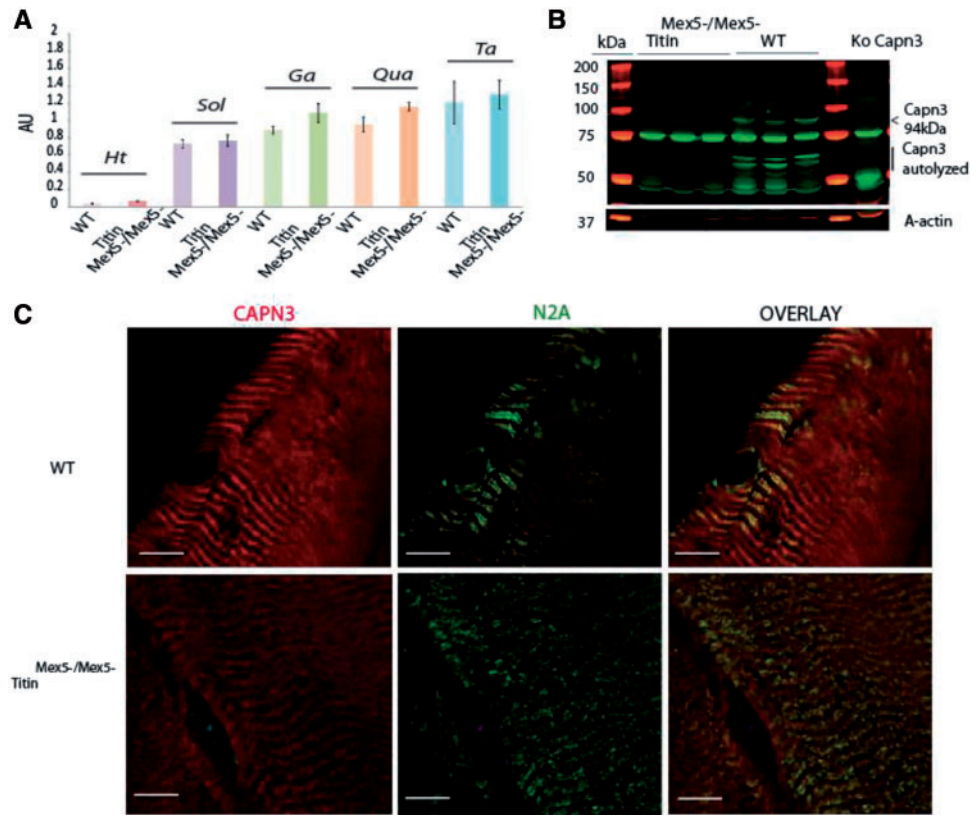 A
AU
2
1.8
1.6
1.4
1.2
1
0.8
0.6
0.4
0.2
0
Ht
Sol
Ga
Qua
Ta
WT
Titin
Mex5-/Mex5-
WT
Titin
Mex5-/Mex5-
WT
Titin
Mex5-/Mex5-
WT
Titin
Mex5-/Mex5-
WT
Titin
Mex5-/Mex5-
B
Mex5-/Mex5-
kDa Titin WT Ko Capn3
200
150
100
75
50
37
Capn3
< 94kDa
Capn3
autolyzed
A-actin
C
CAPN3 N2A OVERLAY
WT
Mex5-/Mex5-
Titin